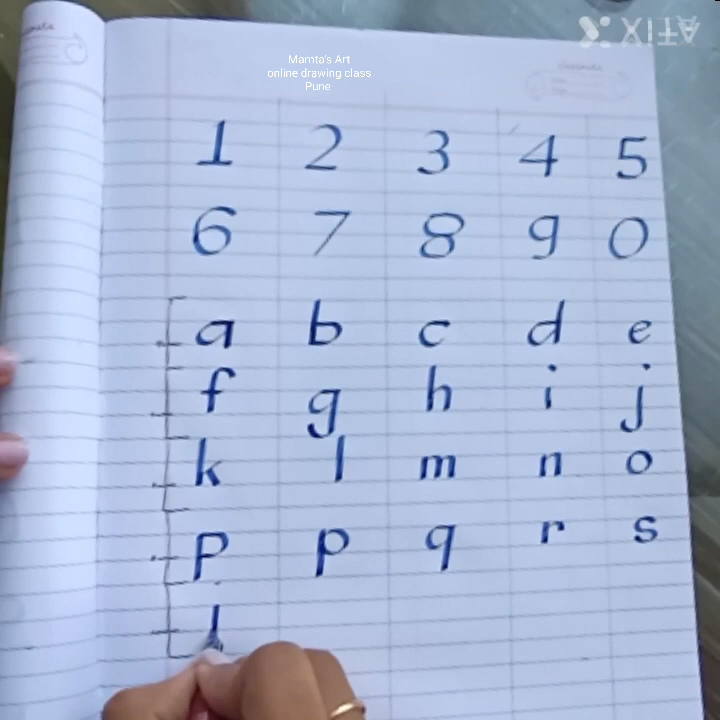 Mamta's Art
online drawing class
Pune
1 2 3 4 5
6 7 8 9 0
a b c d e
f g h i j
k l m n o
p p q r s